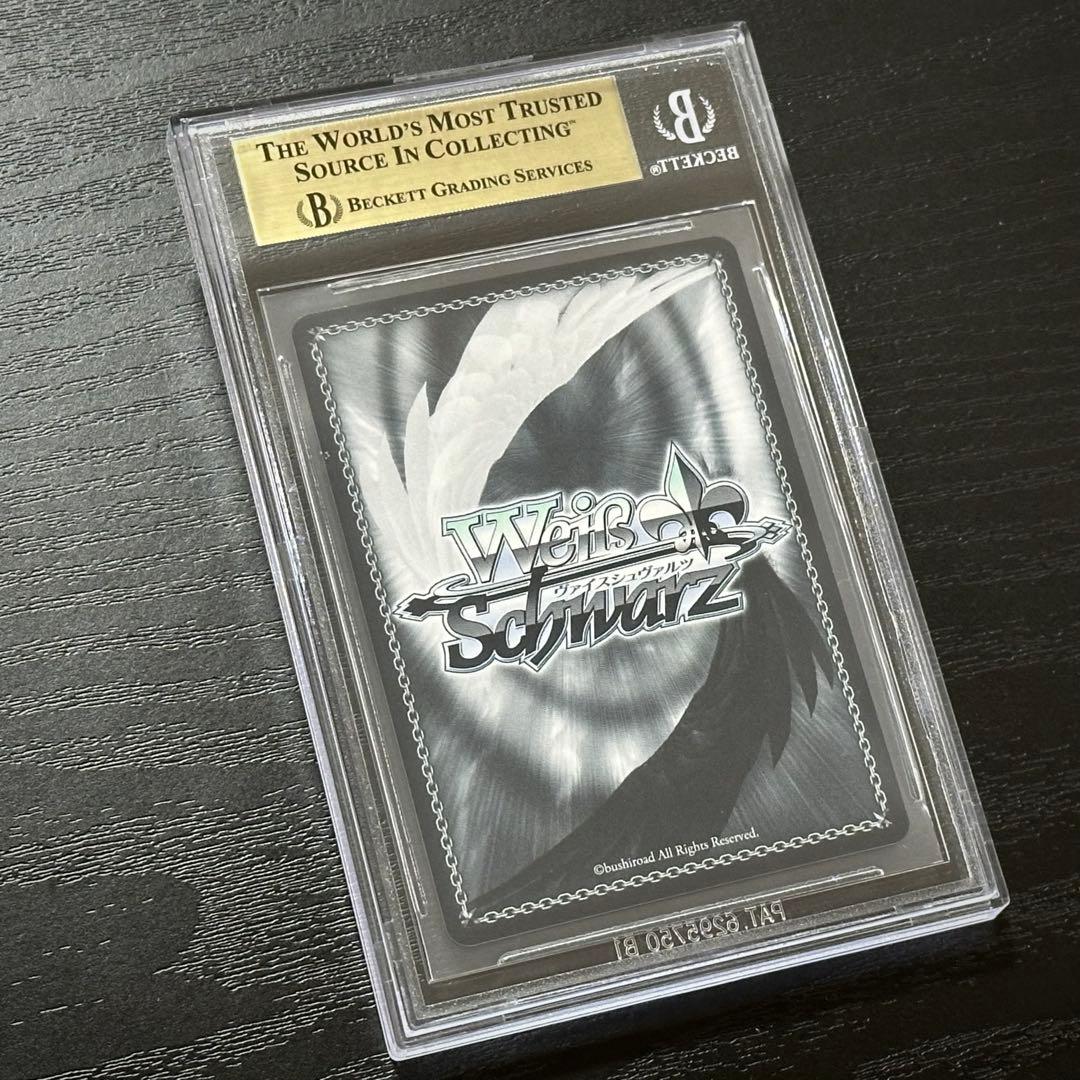 THE WORLD'S MOST TRUSTED
SOURCE IN COLLECTING™
B BECKETT GRADING SERVICES
B
BECKETT®
Weiß
ヴァイスシュヴァルツ
Schwarz
©bushiroad All Rights Reserved.
PAT. 6295750 B1